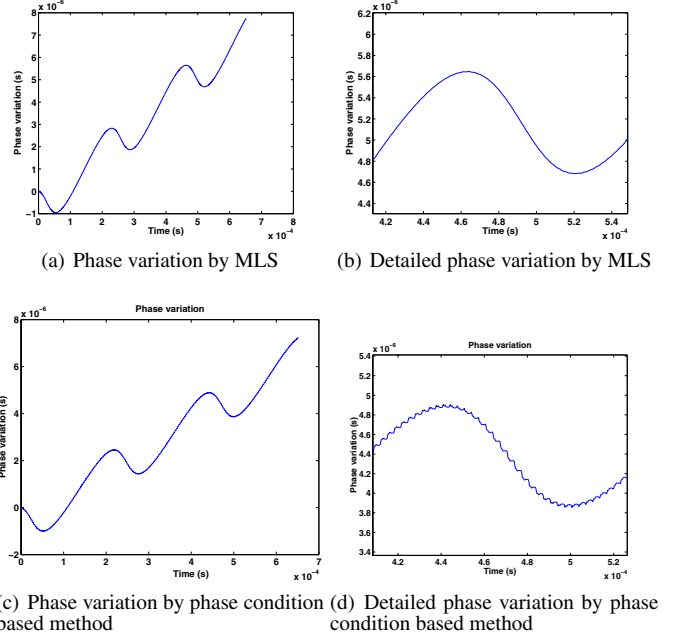 x 10⁻⁶
8
7
6
5
4
3
2
1
0
−1
Phase variation (s)
0 1 2 3 4 5 6 7 8
Time (s)
x 10⁻⁴
(a) Phase variation by MLS
x 10⁻⁶
6.2
6
5.8
5.6
5.4
5.2
5
4.8
4.6
4.4
Phase variation (s)
4.2 4.4 4.6 4.8 5 5.2 5.4
Time (s)
x 10⁻⁴
(b) Detailed phase variation by MLS
Phase variation
x 10⁻⁶
8
6
4
2
0
−2
Phase variation (s)
0 1 2 3 4 5 6 7
Time (s)
x 10⁻⁴
(c) Phase variation by phase condition
based method
Phase variation
x 10⁻⁶
5.4
5.2
5
4.8
4.6
4.4
4.2
4
3.8
3.6
3.4
Phase variation (s)
4.2 4.4 4.6 4.8 5 5.2
Time (s)
x 10⁻⁴
(d) Detailed phase variation by phase
condition based method